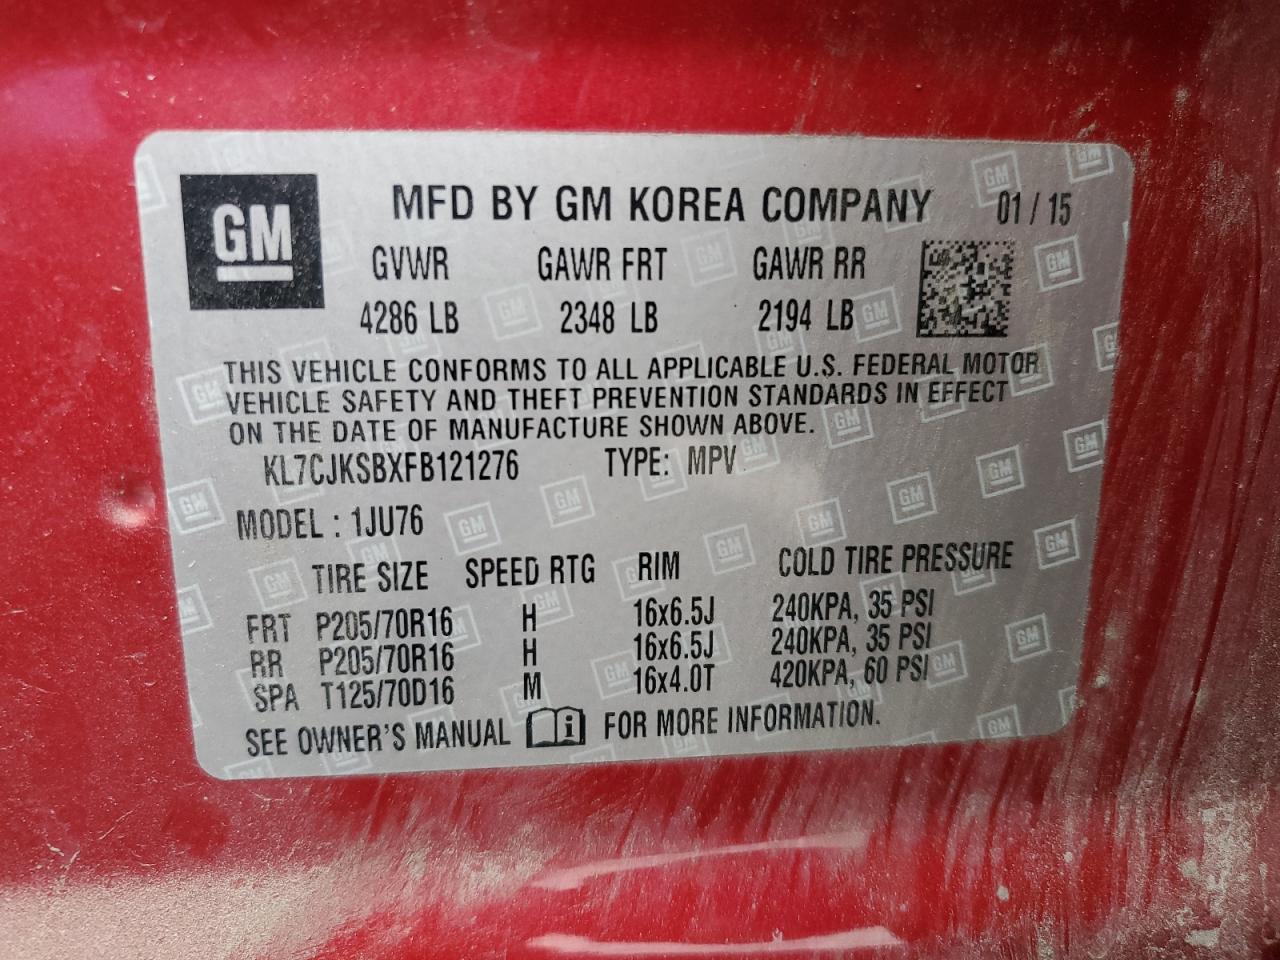 GM MFD BY GM KOREA COMPANY 01 / 15
GVWR GAWR FRT GAWR RR
4286 LB 2348 LB 2194 LB
THIS VEHICLE CONFORMS TO ALL APPLICABLE U.S. FEDERAL MOTOR
VEHICLE SAFETY AND THEFT PREVENTION STANDARDS IN EFFECT
ON THE DATE OF MANUFACTURE SHOWN ABOVE.
KL7CJKSBXFB121276 TYPE: MPV
MODEL : 1JU76
TIRE SIZE SPEED RTG RIM COLD TIRE PRESSURE
FRT P205/70R16 H 16x6.5J 240KPA, 35 PSI
RR P205/70R16 H 16x6.5J 240KPA, 35 PSI
SPA T125/70D16 M 16x4.0T 420KPA, 60 PSI
SEE OWNER'S MANUAL i FOR MORE INFORMATION.